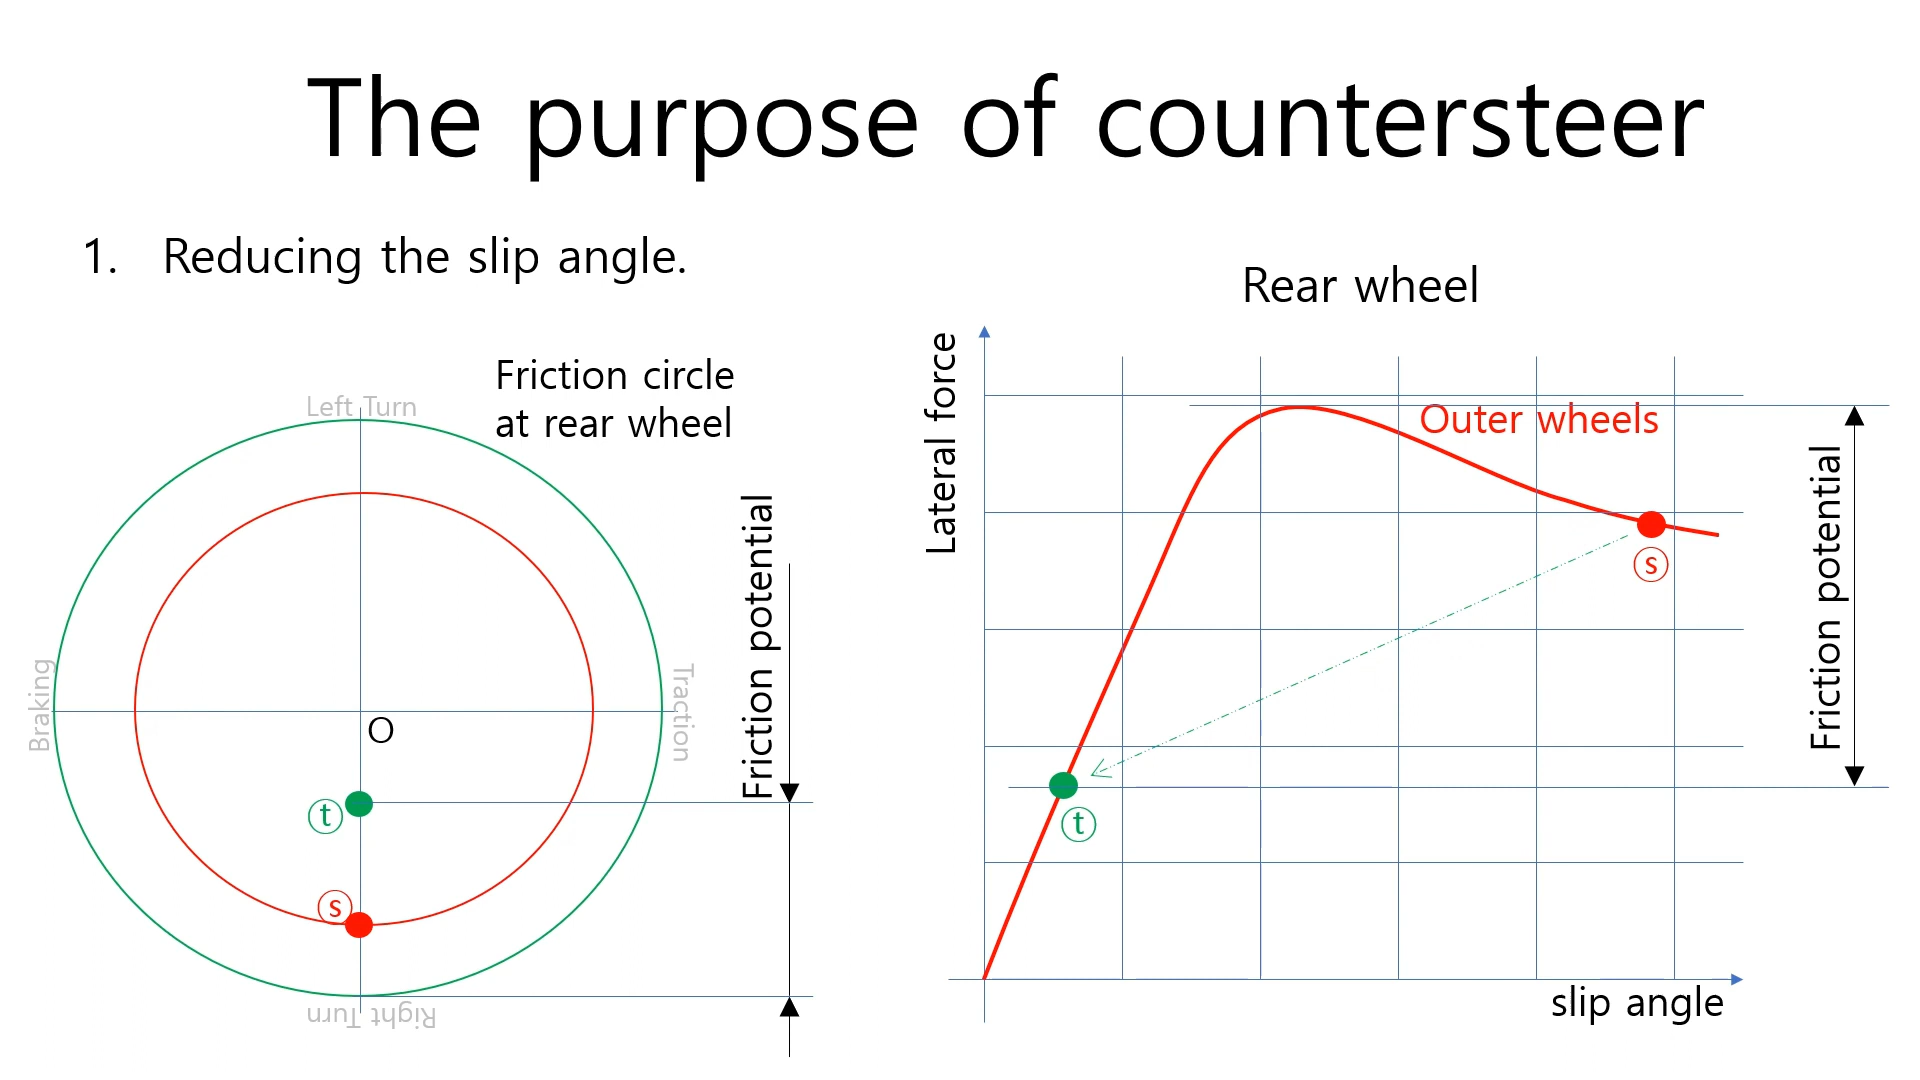 The purpose of countersteer
1. Reducing the slip angle.
Friction circle
at rear wheel
Left Turn
Braking
Traction
Right Turn
O
ⓣ
ⓢ
Friction potential
Rear wheel
Lateral force
Outer wheels
ⓢ
ⓣ
Friction potential
slip angle